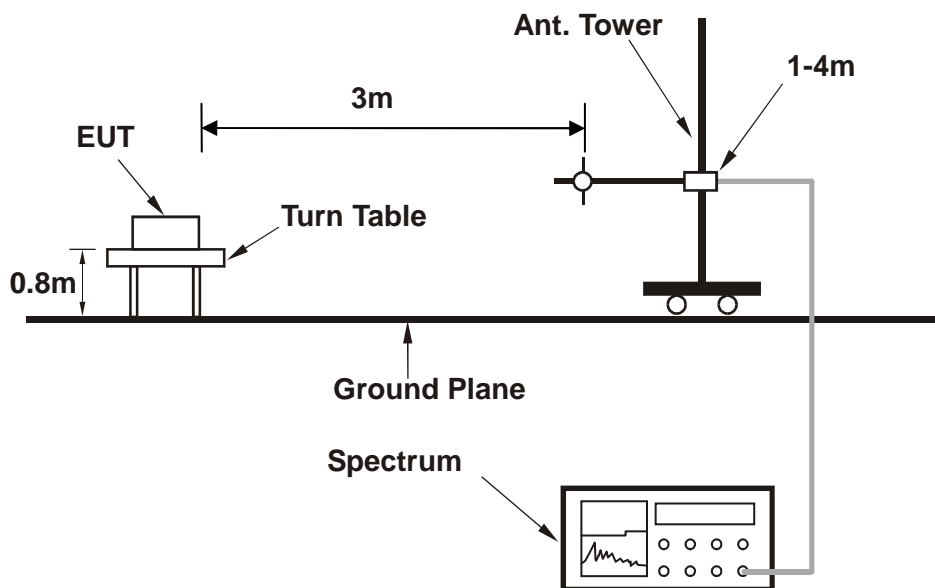 Ant. Tower
1-4m
3m
EUT
Turn Table
0.8m
Ground Plane
Spectrum